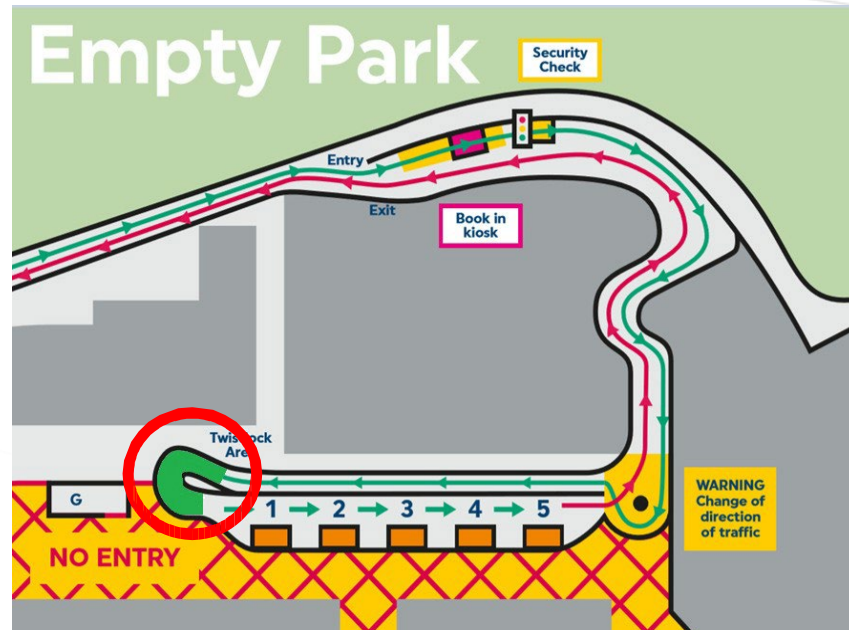 Empty Park
Security
Check
Entry
Exit
Book in
kiosk
Area
WARNING
Change of
direction
of traffic
G
1
2
3
4
5
NO ENTRY